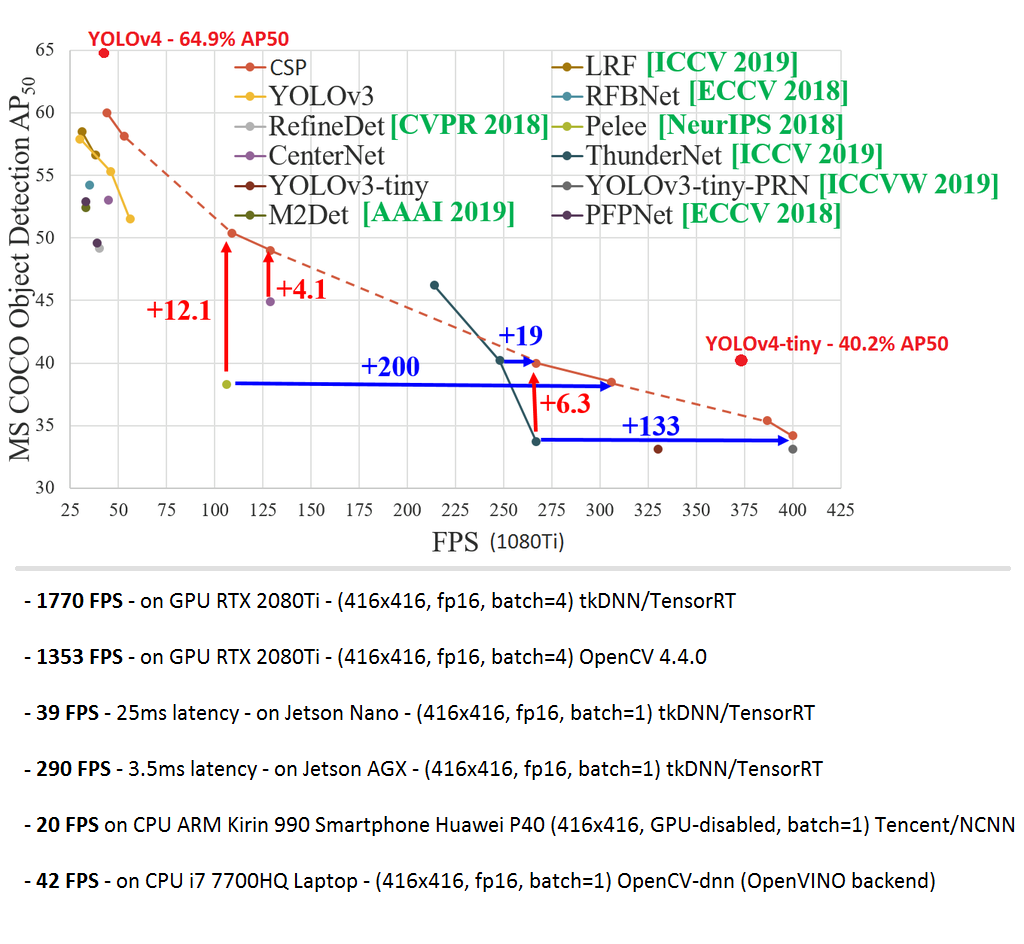 YOLOv4 - 64.9% AP50
65
60
55
50
45
40
35
30
MS COCO Object Detection AP50
CSP
LRF [ICCV 2019]
YOLOv3
RFBNet [ECCV 2018]
RefineDet [CVPR 2018]
Pelee [NeurIPS 2018]
CenterNet
ThunderNet [ICCV 2019]
YOLOv3-tiny
YOLOv3-tiny-PRN [ICCVW 2019]
M2Det [AAAI 2019]
PFPNet [ECCV 2018]
+12.1
+4.1
+19
+200
+6.3
+133
YOLOv4-tiny - 40.2% AP50
25 50 75 100 125 150 175 200 225 250 275 300 325 350 375 400 425
FPS (1080Ti)
- 1770 FPS - on GPU RTX 2080Ti - (416x416, fp16, batch=4) tkDNN/TensorRT
- 1353 FPS - on GPU RTX 2080Ti - (416x416, fp16, batch=4) OpenCV 4.4.0
- 39 FPS - 25ms latency - on Jetson Nano - (416x416, fp16, batch=1) tkDNN/TensorRT
- 290 FPS - 3.5ms latency - on Jetson AGX - (416x416, fp16, batch=1) tkDNN/TensorRT
- 20 FPS on CPU ARM Kirin 990 Smartphone Huawei P40 (416x416, GPU-disabled, batch=1) Tencent/NCNN
- 42 FPS - on CPU i7 7700HQ Laptop - (416x416, fp16, batch=1) OpenCV-dnn (OpenVINO backend)